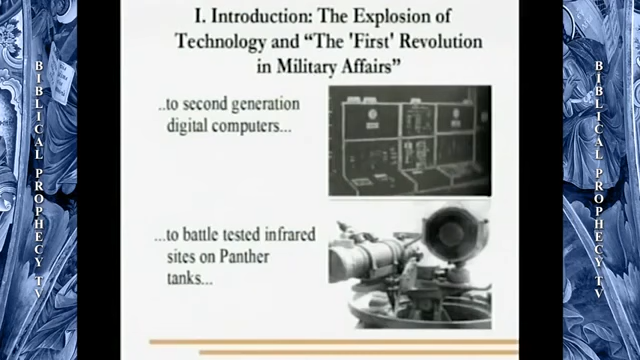 I. Introduction: The Explosion of
Technology and “The 'First' Revolution
in Military Affairs”
..to second generation
digital computers...
...to battle tested infrared
sites on Panther
tanks...
BIBLICAL PROPHECY TV
BIBLICAL PROPHECY TV